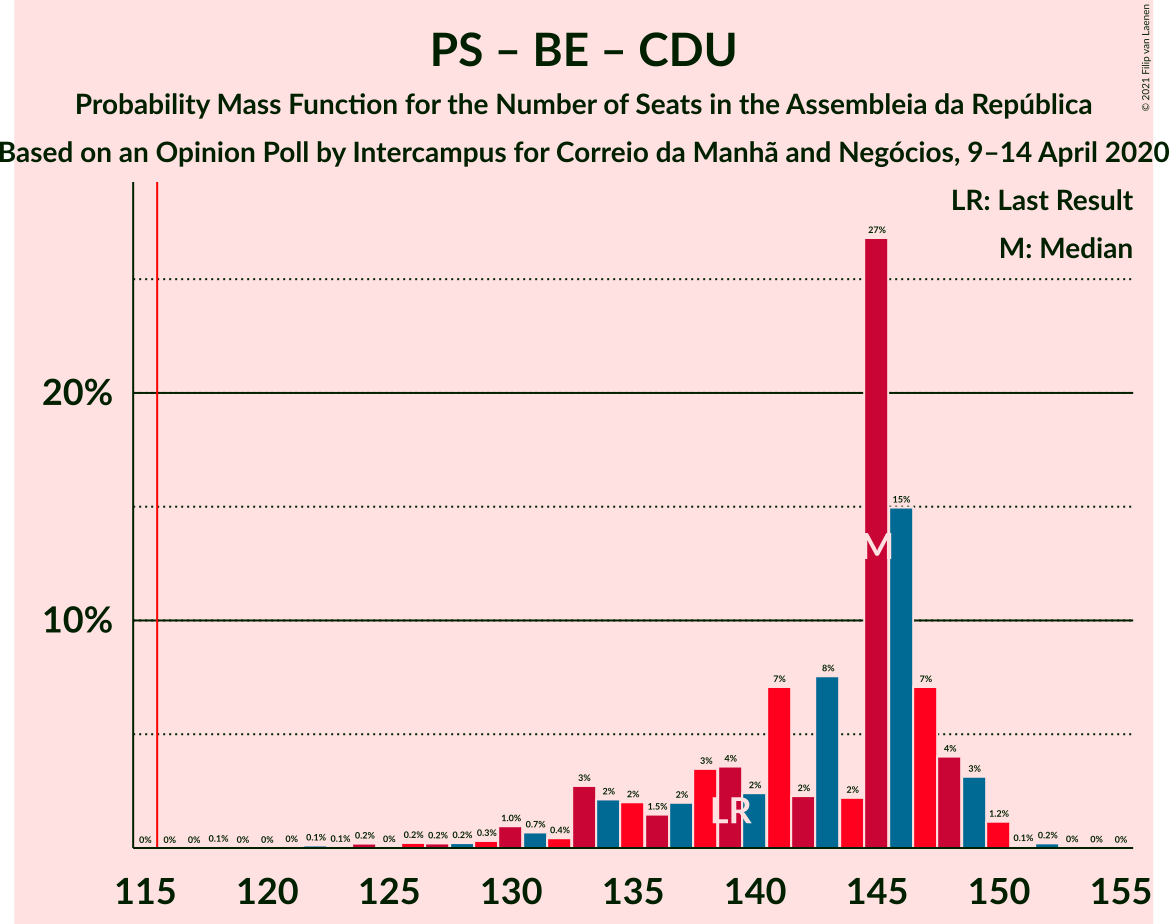 PS – BE – CDU
Probability Mass Function for the Number of Seats in the Assembleia da República
Based on an Opinion Poll by Intercampus for Correio da Manhã and Negócios, 9–14 April 2020
© 2021 Filip van Laenen
LR: Last Result
M: Median
20%
10%
0% 0% 0% 0.1% 0% 0% 0% 0.1% 0.1% 0.2% 0% 0.2% 0.2% 0.2% 0.3% 1.0% 0.7% 0.4% 3% 2% 2% 1.5% 2% 3% 4% 2% 7% 2% 8% 2% 27% 15% 7% 4% 3% 1.2% 0.1% 0.2% 0% 0% 0%
M
LR
115 120 125 130 135 140 145 150 155